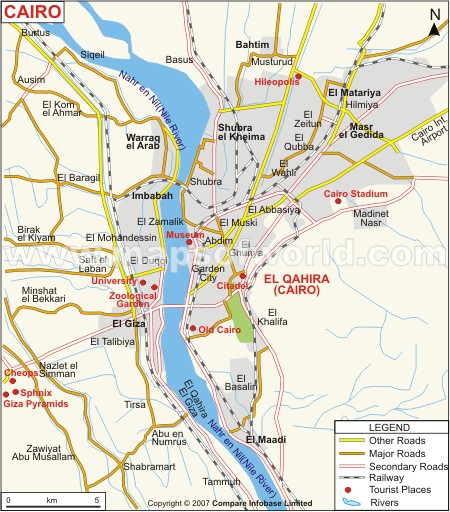 CAIRO
Burtus
Siqeil
Basus
Bahtim
Musturud
N
Hileopolis
Ausim
Nahr en Nil(Nile River)
El Matariya
Hilmiya
El Kom
el Ahmar
Warraq
el Arab
Shubra
el Kheima
El
Zeitun
El
Qubba
Masr
el Gedida
Cairo Int.
Airport
El
Wahli
El Baragil
Shubra
Imbabah
Cairo Stadium
El Zamalik
El Muski
El Abbasiya
Madinet
Nasr
Birak
el Kiyam
El Mohandessin
Museum
Abdim
El
Ghuriya
www.mapsofworld.com
Saft el
Laban
El Duqqi
Garden
City
University
Zoological
Garden
Citadel
EL QAHIRA
(CAIRO)
Minshat
el Bekkari
El Giza
Old Cairo
El
Khalifa
El Talibiya
Nazlet el
Simman
Cheops
Sphnix
Giza Pyramids
El
Basalin
El Qahira
El Giza
Tirsa
Abu en
Numrus
Nahr en Nil(Nile River)
El Maadi
Zawiyat
Abu Musallam
Shabramart
Tammuh
LEGEND
Other Roads
Major Roads
Secondary Roads
Railway
Tourist Places
Rivers
0 km 5
Copyright © 2007 Compare Infobase Limited